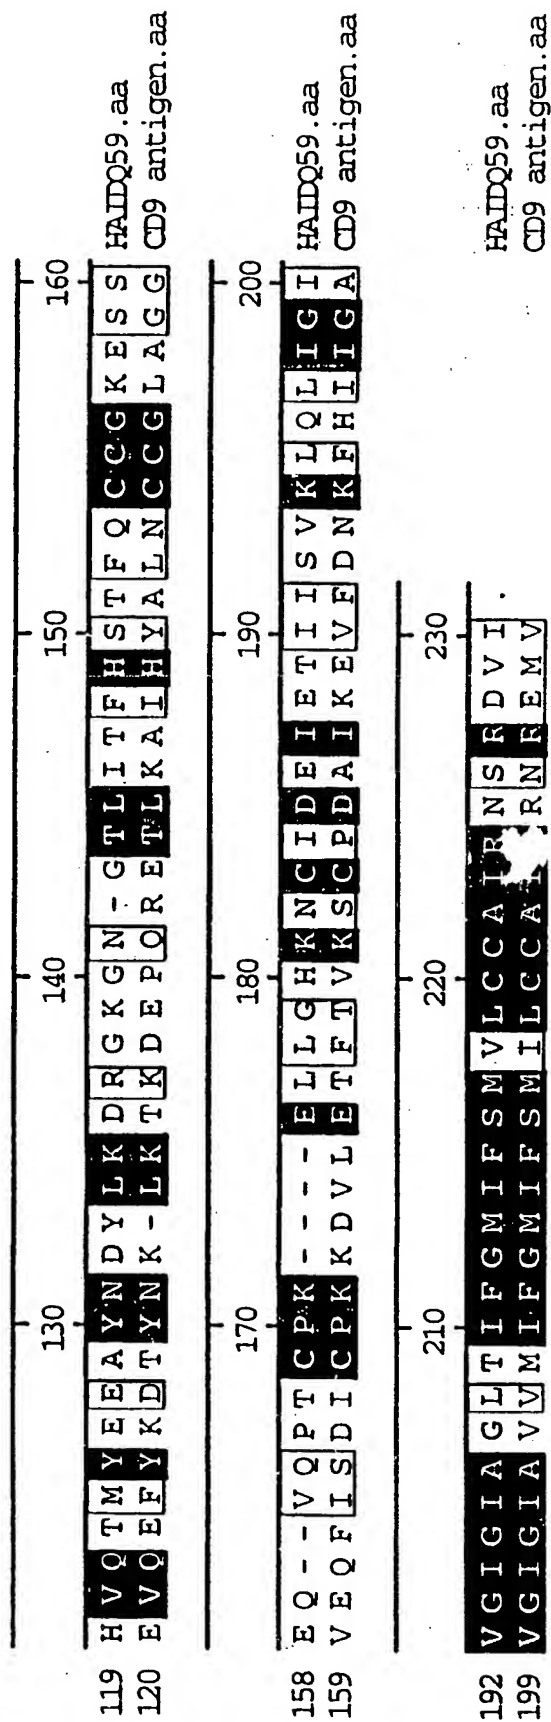 130 140 150 160
119 H V Q T M Y E E A Y N D Y L K D R G K G N - G T L I T F H S T F Q C C G K E S S HAIDQ59.aa
120 E V Q E F Y K D T Y N K - L K T K D E P Q R E T L K A I H Y A L N C C G L A G G CD9 antigen.aa
170 180 190 200
158 E Q - - V Q P T C P K - - - - E L L G H K N C I D E I E T I I S V K L Q L I G I HAIDQ59.aa
159 V E Q F I S D I C P K K D V L E T F T V K S C P D A I K E V F D N K F H I I G A CD9 antigen.aa
210 220 230
192 V G I G I A G L T I F G M I F S M V L C C A I R N S R D V I . HAIDQ59.aa
199 V G I G I A V V M I F G M I F S M I L C C A R N R E M V CD9 antigen.aa